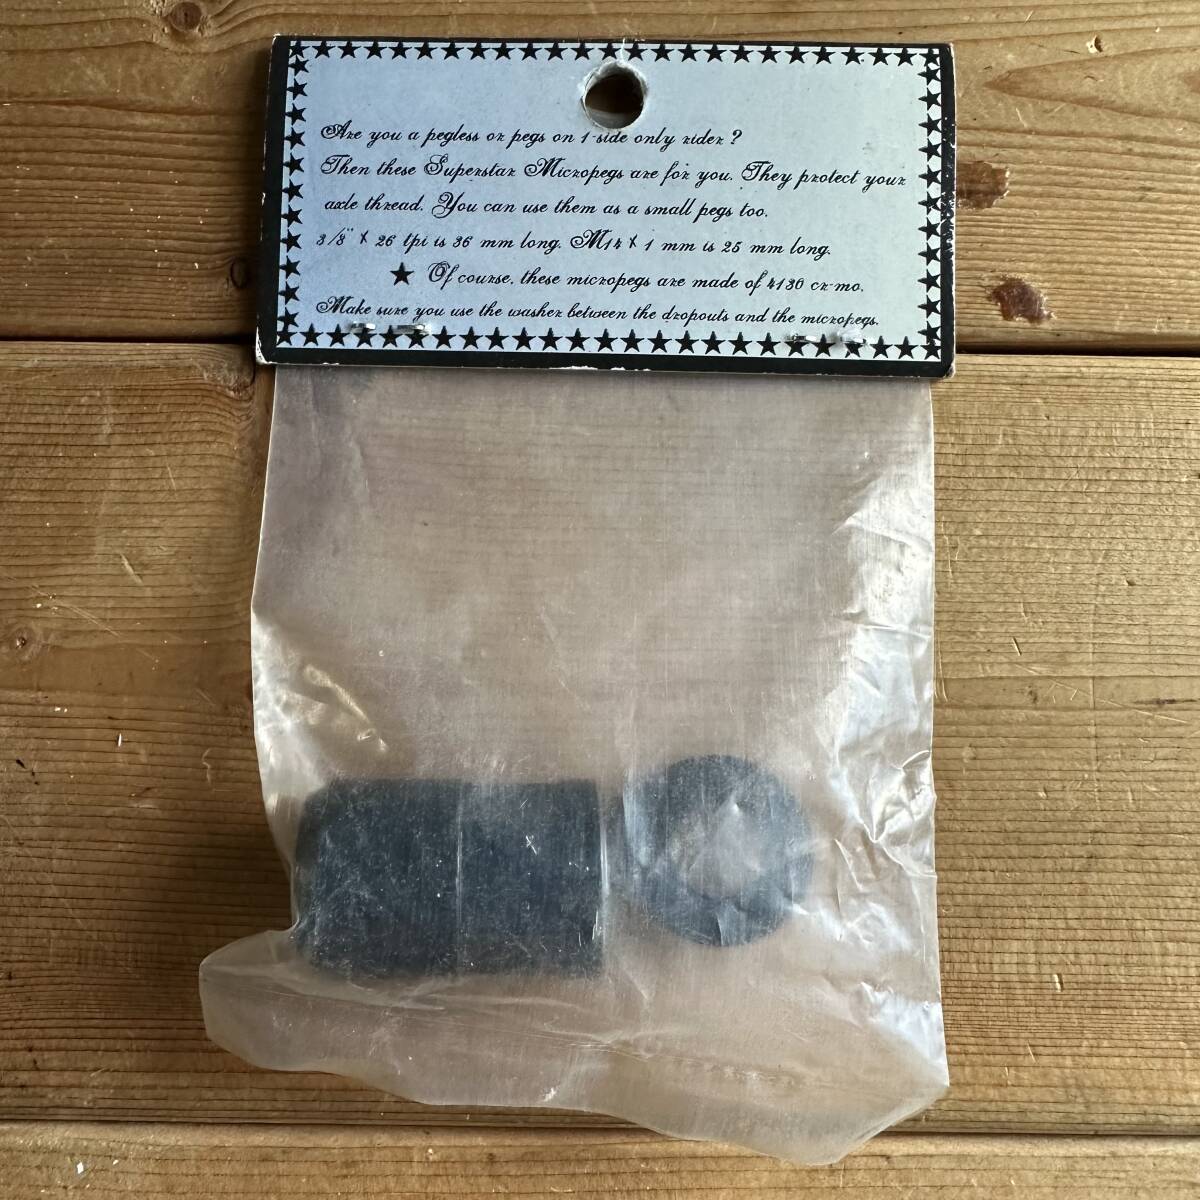 Are you a pegless or pegs on 1-side only rider ?
Then these Superstar Micropegs are for you. They protect your
axle thread. You can use them as a small pegs too.
3/8" X 26 tpi is 36 mm long. M14 X 1 mm is 25 mm long.
★ Of course, these micropegs are made of 4130 cr-mo.
Make sure you use the washer between the dropouts and the micropegs.